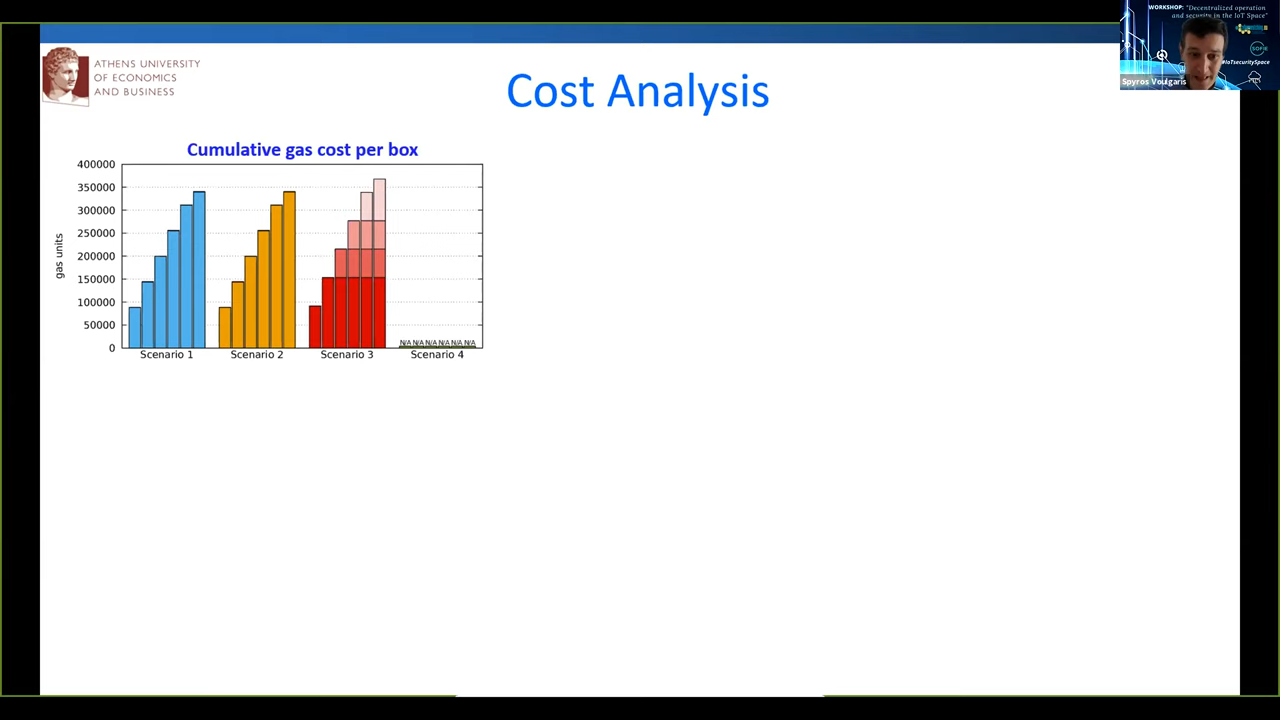 WORKSHOP: "Decentralized operation
and security in the IoT Space"
SOFIE
#IoTsecuritySpace
Spyros Voulgaris
ATHENS UNIVERSITY
OF ECONOMICS
AND BUSINESS
Cost Analysis
Cumulative gas cost per box
gas units
400000
350000
300000
250000
200000
150000
100000
50000
0
N/A N/A N/A N/A N/A N/A
Scenario 1 Scenario 2 Scenario 3 Scenario 4